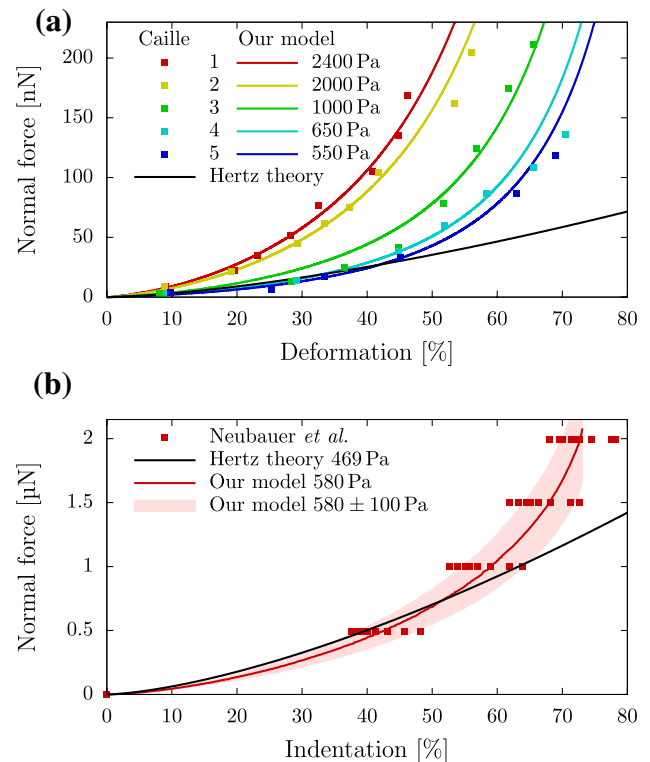 (a)
Normal force [nN]
200
150
100
50
0
Caille Our model
1 2400 Pa
2 2000 Pa
3 1000 Pa
4 650 Pa
5 550 Pa
Hertz theory
0 10 20 30 40 50 60 70 80
Deformation [%]
(b)
Normal force [µN]
2
1.5
1
0.5
0
Neubauer et al.
Hertz theory 469 Pa
Our model 580 Pa
Our model 580 ± 100 Pa
0 10 20 30 40 50 60 70 80
Indentation [%]